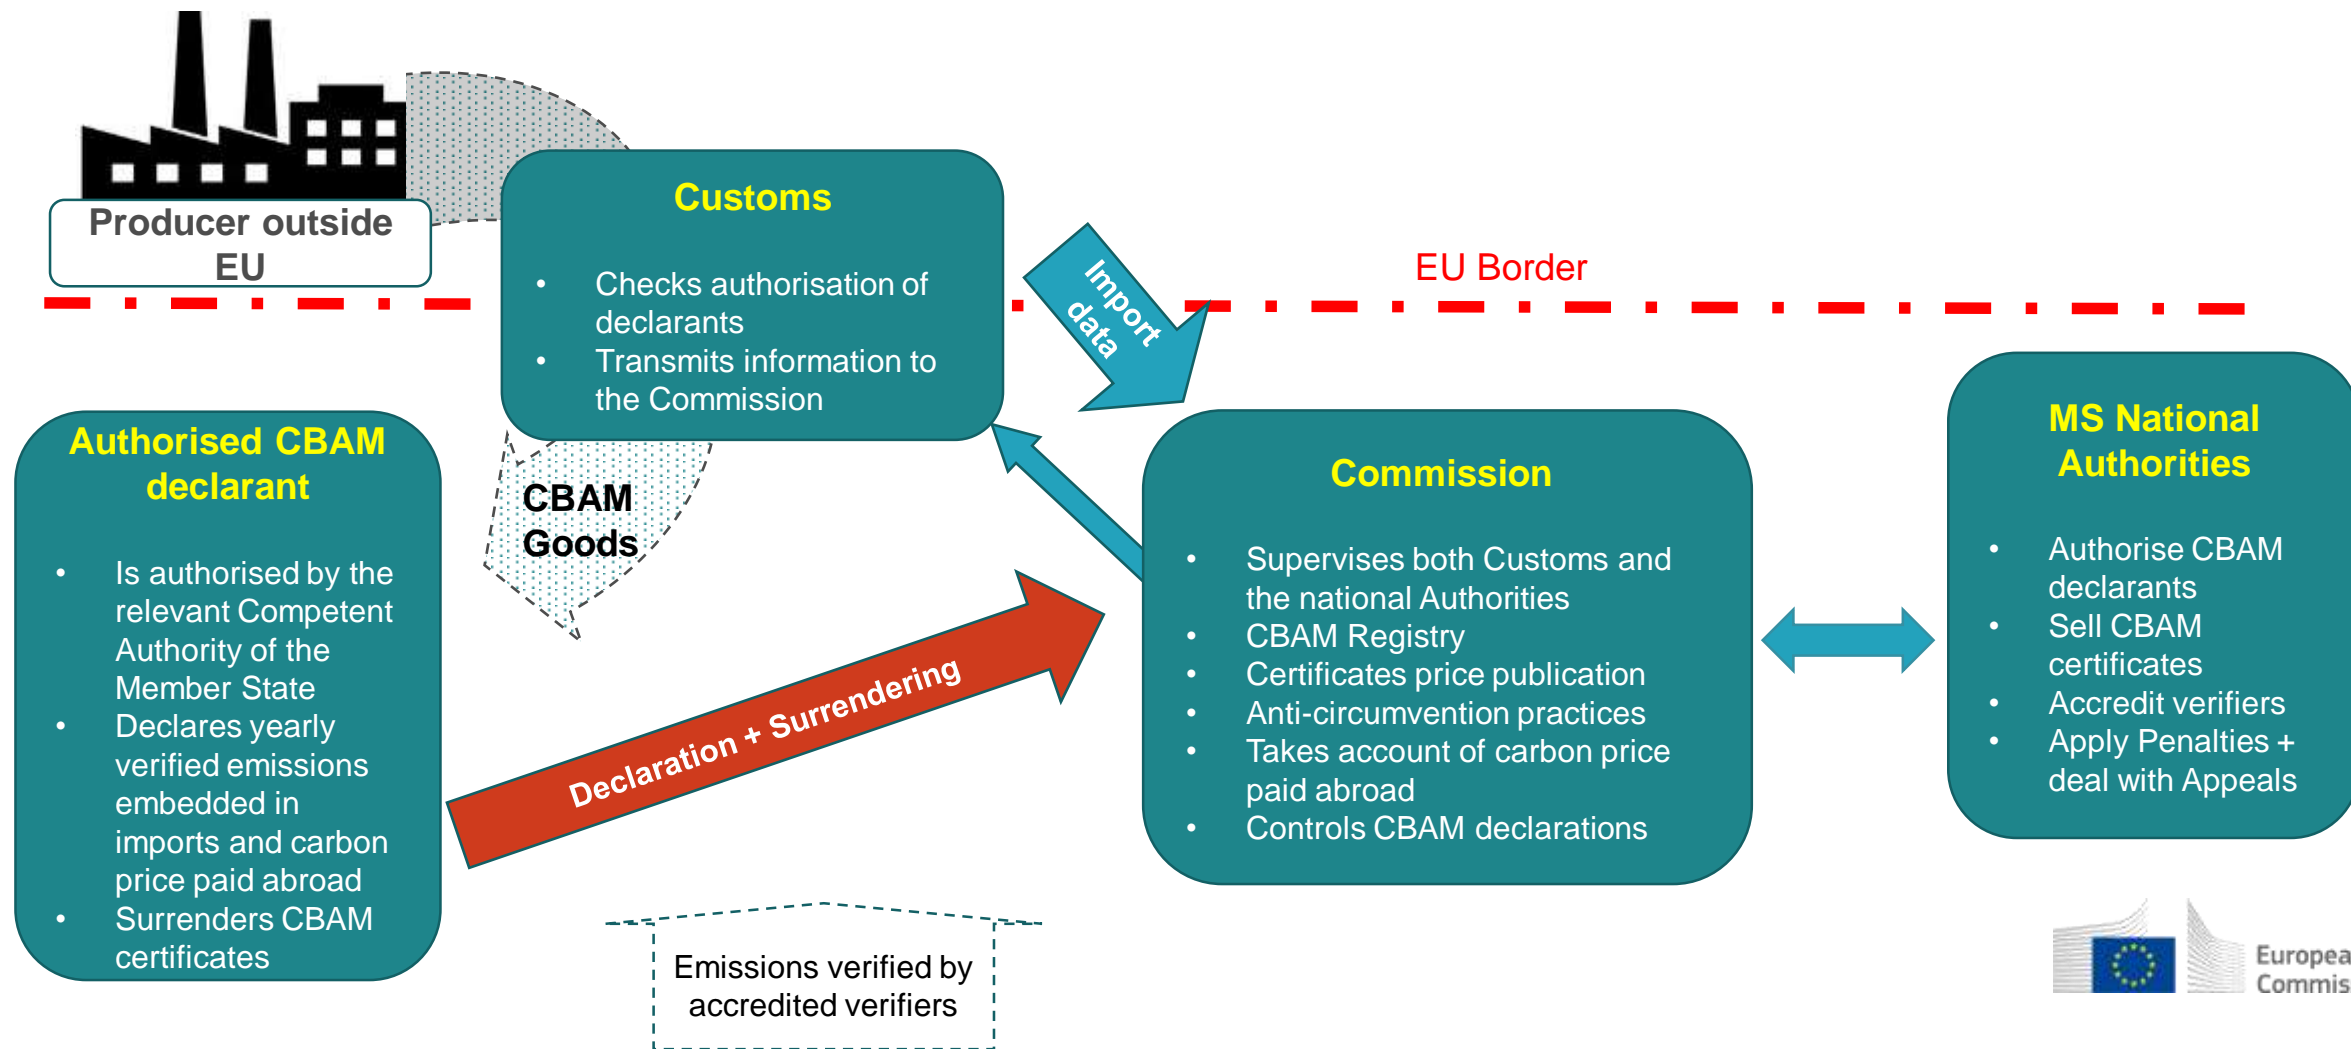 Producer outside
EU
Customs
• Checks authorisation of
declarants
• Transmits information to
the Commission
Import
data
EU Border
Authorised CBAM
declarant
• Is authorised by the
relevant Competent
Authority of the
Member State
• Declares yearly
verified emissions
embedded in
imports and carbon
price paid abroad
• Surrenders CBAM
certificates
CBAM
Goods
Declaration + Surrendering
Emissions verified by
accredited verifiers
Commission
• Supervises both Customs and
the national Authorities
• CBAM Registry
• Certificates price publication
• Anti-circumvention practices
• Takes account of carbon price
paid abroad
• Controls CBAM declarations
MS National
Authorities
• Authorise CBAM
declarants
• Sell CBAM
certificates
• Accredit verifiers
• Apply Penalties +
deal with Appeals
Europea
Commis